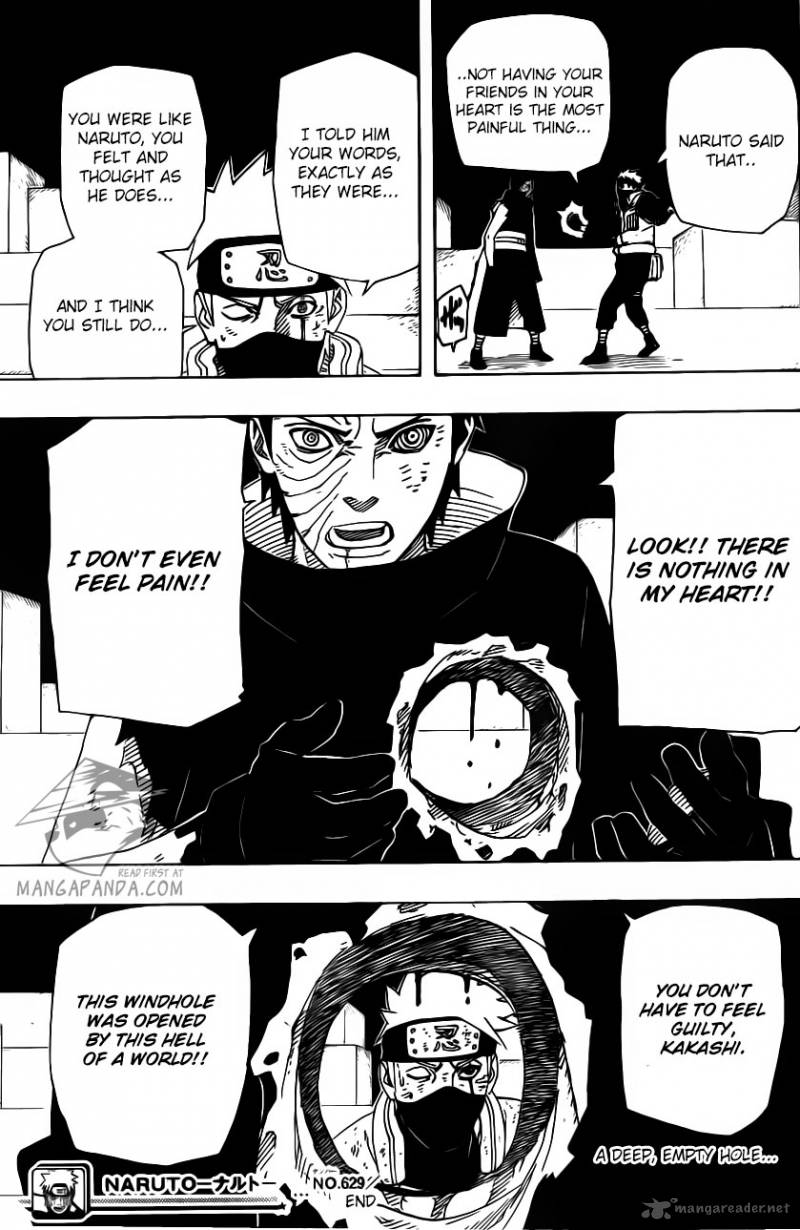 NARUTO SAID
THAT..
..NOT HAVING YOUR
FRIENDS IN YOUR
HEART IS THE MOST
PAINFUL THING...
I TOLD HIM
YOUR WORDS,
EXACTLY AS
THEY WERE...
YOU WERE LIKE
NARUTO, YOU
FELT AND
THOUGHT AS
HE DOES...
AND I THINK
YOU STILL DO...
忍
LOOK!! THERE
IS NOTHING IN
MY HEART!!
I DON'T EVEN
FEEL PAIN!!
READ FIRST AT
MANGAPANDA.COM
YOU DON'T
HAVE TO FEEL
GUILTY,
KAKASHI.
忍
THIS WINDHOLE
WAS OPENED
BY THIS HELL
OF A WORLD!!
A DEEP, EMPTY HOLE...
NARUTO—ナルト— ... NO.629/
END
mangareader.net